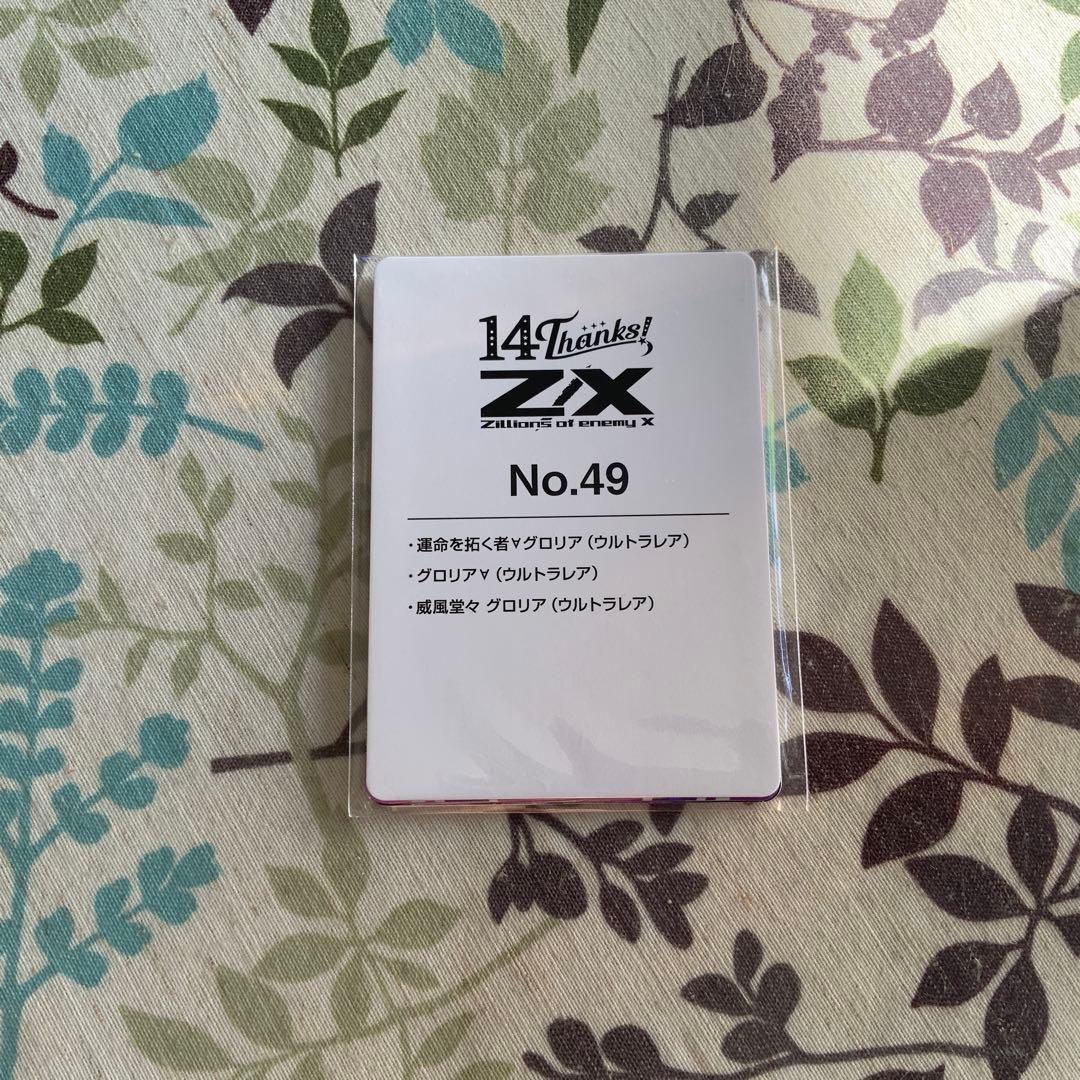 14Thanks!
Z/X
Zillions of enemy X
No.49
・運命を拓く者∀グロリア（ウルトラレア）
・グロリア∀（ウルトラレア）
・威風堂々 グロリア（ウルトラレア）